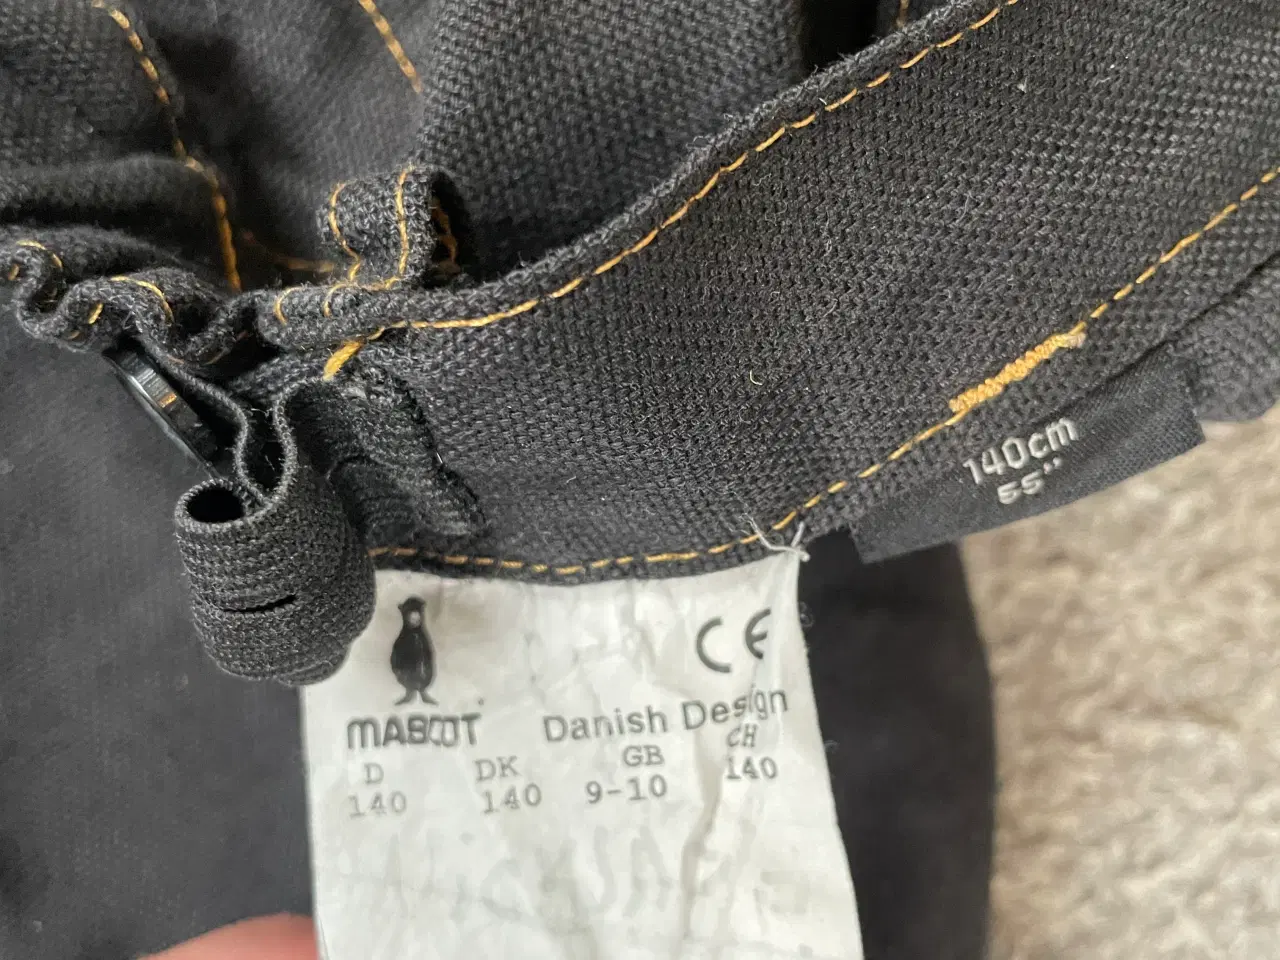 140cm
55"
CE
MASCOT
Danish Design
D DK GB CH
140 140 9-10 140